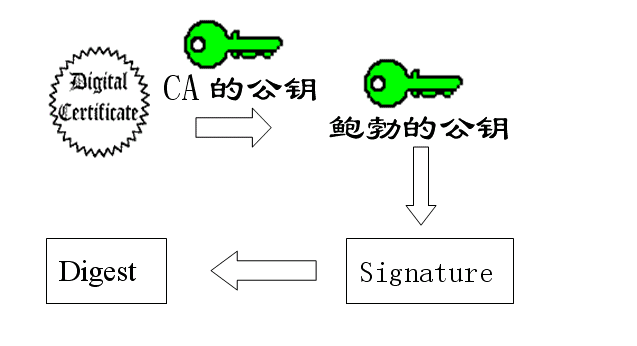 Digital
Certificate
CA 的公钥
鲍勃的公钥
Digest
Signature